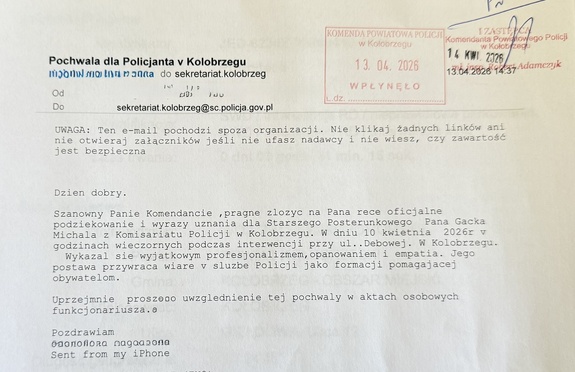 KOMENDA POWIATOWA POLICJI
w Kołobrzegu
13. 04. 2026
WPŁYNĘŁO
L. dz.
I ZASTĘPCA
Komendanta Powiatowego Policji
w Kołobrzegu
14 KWI 2026
13.04.2026 14:37
Adamczyk
Pochwala dla Policjanta v Kolobrzegu
do sekretariat.kolobrzeg
Od
Do sekretariat.kolobrzeg@sc.policja.gov.pl
UWAGA: Ten e-mail pochodzi spoza organizacji. Nie klikaj żadnych linków ani
nie otwieraj załączników jeśli nie ufasz nadawcy i nie wiesz, czy zawartość
jest bezpieczna
Dzien dobry.
Szanowny Panie Komendancie ,pragne zlozyc na Pana rece oficjalne
podziekowanie i wyrazy uznania dla Starszego Posterunkowego Pana Gacka
Michala z Komisariatu Policji w Kolobrzegu. W dniu 10 kwietnia 2026r v
godzinach wieczornych podczas interwencji przy ul..Debowej. W Kolobrzegu.
Wykazal sie wyjatkowym profesjonalizmem,opanowaniem i empatia. Jego
postawa przywraca wiare v sluzbe Policji jako formacji pomagajacej
obywatelom.
Uprzejmnie proszego uwzglednienie tej pochwaly w aktach osobowych
funkcjonariusza.
Pozdrawiam
Sent from my iPhone